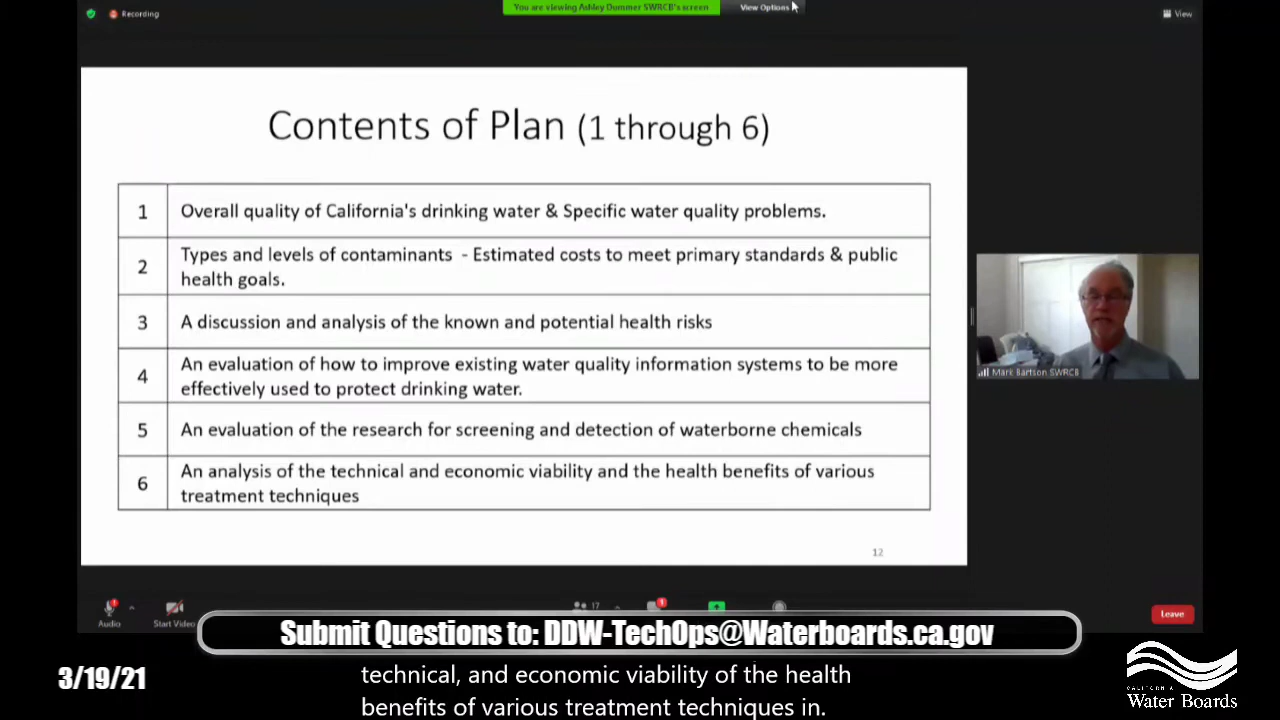 Recording
You are viewing Ashley Dummer SWRCB's screen
View Options
View
Contents of Plan (1 through 6)
1 Overall quality of California's drinking water & Specific water quality problems.
2 Types and levels of contaminants - Estimated costs to meet primary standards & public
health goals.
3 A discussion and analysis of the known and potential health risks
4 An evaluation of how to improve existing water quality information systems to be more
effectively used to protect drinking water.
5 An evaluation of the research for screening and detection of waterborne chemicals
6 An analysis of the technical and economic viability and the health benefits of various
treatment techniques
12
Mark Bartson SWRCB
Audio
Start Video
17
1
Leave
Submit Questions to: DDW-TechOps@Waterboards.ca.gov
3/19/21
technical, and economic viability of the health
benefits of various treatment techniques in.
CALIFORNIA
Water Boards